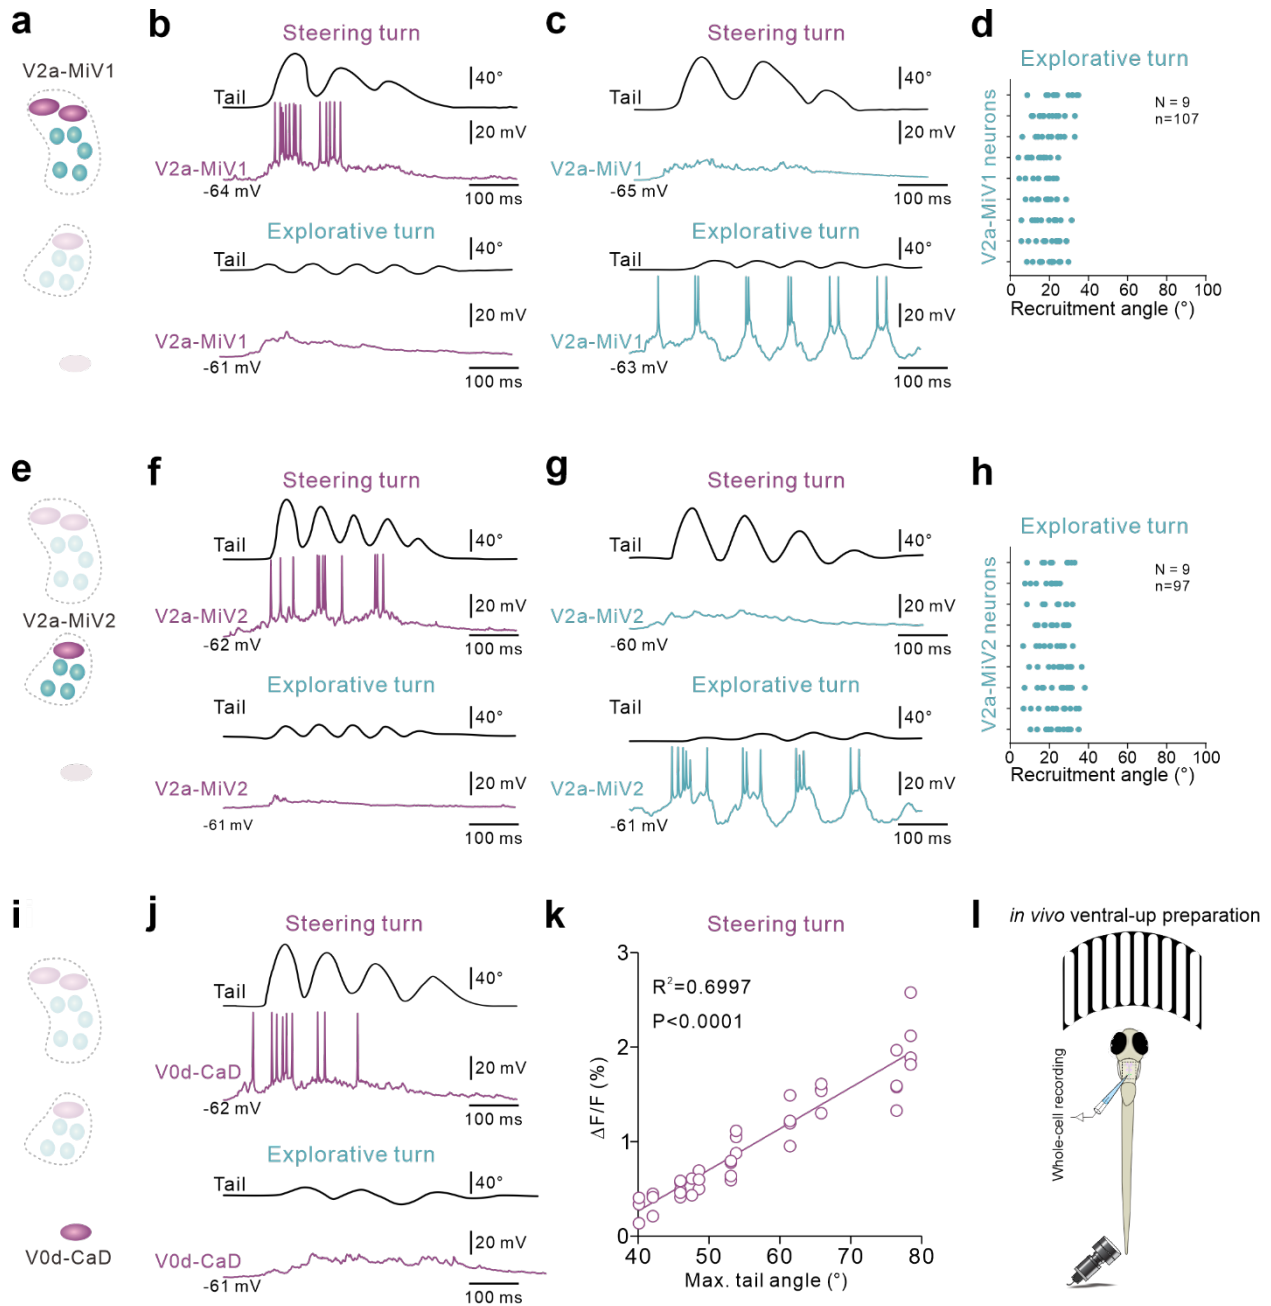 a
V2a-MiV1
b
Steering turn
Tail
40°
20 mV
V2a-MiV1
-64 mV
100 ms
Explorative turn
Tail
40°
20 mV
V2a-MiV1
-61 mV
100 ms
c
Steering turn
Tail
40°
20 mV
V2a-MiV1
-65 mV
100 ms
Explorative turn
Tail
40°
20 mV
V2a-MiV1
-63 mV
100 ms
d
Explorative turn
N = 9
n=107
V2a-MiV1 neurons
0 20 40 60 80 100
Recruitment angle (°)
e
V2a-MiV2
f
Steering turn
Tail
40°
20 mV
V2a-MiV2
-62 mV
100 ms
Explorative turn
Tail
40°
20 mV
V2a-MiV2
-61 mV
100 ms
g
Steering turn
Tail
40°
20 mV
V2a-MiV2
-60 mV
100 ms
Explorative turn
Tail
40°
20 mV
V2a-MiV2
-61 mV
100 ms
h
Explorative turn
N = 9
n=97
V2a-MiV2 neurons
0 20 40 60 80 100
Recruitment angle (°)
i
V0d-CaD
j
Steering turn
Tail
40°
20 mV
V0d-CaD
-62 mV
100 ms
Explorative turn
Tail
40°
20 mV
V0d-CaD
-61 mV
100 ms
k
Steering turn
3
R²=0.6997
P<0.0001
2
ΔF/F (%)
1
0
40 50 60 70 80
Max. tail angle (°)
l
in vivo ventral-up preparation
Whole-cell recording